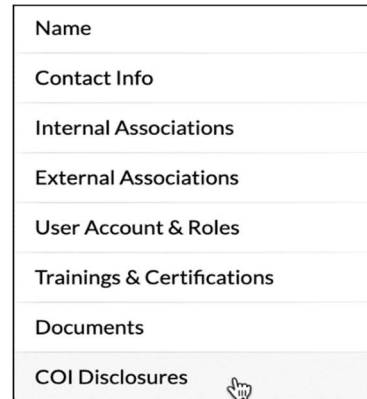 Name
Contact Info
Internal Associations
External Associations
User Account & Roles
Trainings & Certifications
Documents
COI Disclosures